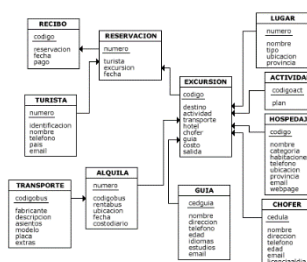 RECIBO
codigo
reservacion
fecha
pago
RESERVACION
numero
turista
excursion
fecha
LUGAR
numero
nombre
tipo
ubicacion
provincia
EXCURSION
codigo
destino
actividad
transporte
hotel
chofer
guia
costo
salida
ACTIVIDAD
codigoact
plan
HOSPEDAJ
codigo
nombre
categoria
habitaciones
telefono
ubicacion
provincia
email
webpage
TURISTA
numero
identificacion
nombre
telefono
pais
email
ALQUILA
numero
codigobus
rentabus
ubicacion
fecha
costodiario
TRANSPORTE
codigobus
fabricante
descripcion
asientos
modelo
placa
extras
GUIA
cedguia
nombre
direccion
telefono
edad
idiomas
estudios
email
CHOFER
cedula
nombre
direccion
telefono
edad
email